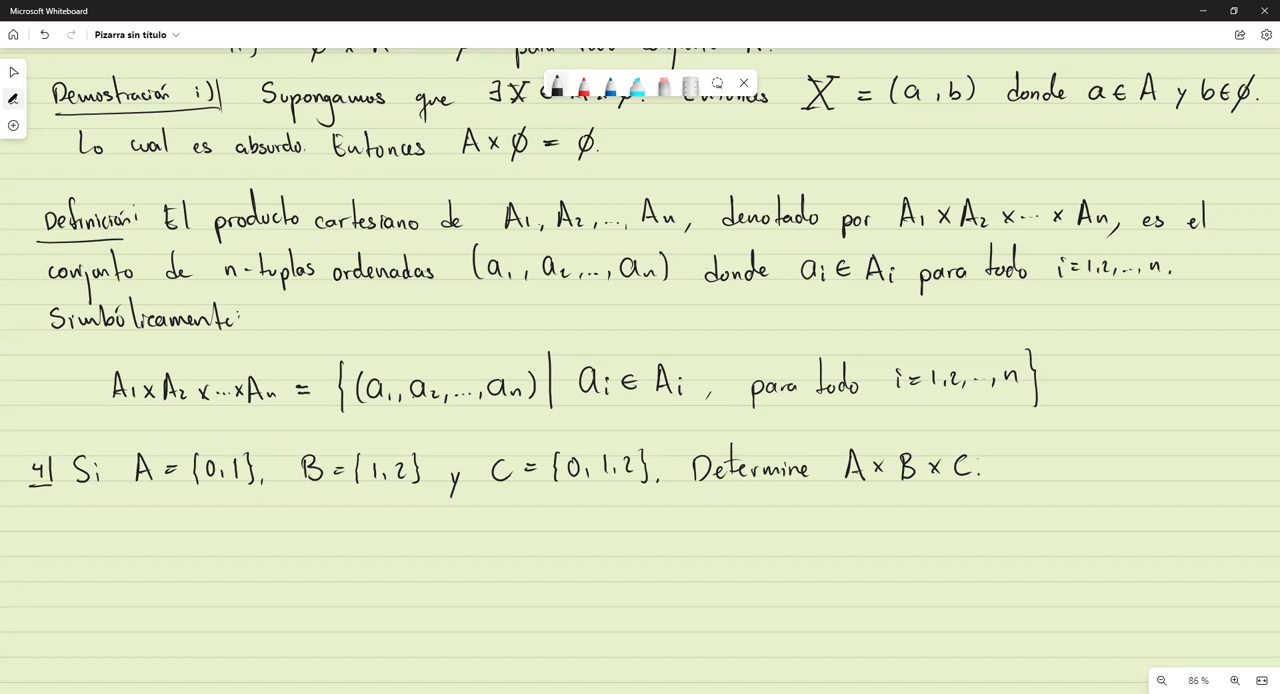 Microsoft Whiteboard
Pizarra sin título
Demostración i)| Supongamos que ∃X ∈ X = (a, b) donde a ∈ A y b ∈ ∅.
Lo cual es absurdo. Entonces A × ∅ = ∅.
Definición: El producto cartesiano de A₁, A₂, ..., Aₙ, denotado por A₁ × A₂ × ... × Aₙ, es el
conjunto de n-tuplas ordenadas (a₁, a₂, ..., aₙ) donde aᵢ ∈ Aᵢ para todo i = 1, 2, ..., n.
Simbólicamente:
A₁ × A₂ × ... × Aₙ = {(a₁, a₂, ..., aₙ) | aᵢ ∈ Aᵢ, para todo i = 1, 2, ..., n}
4| Si A = {0, 1}, B = {1, 2} y C = {0, 1, 2}. Determine A × B × C.
86 %